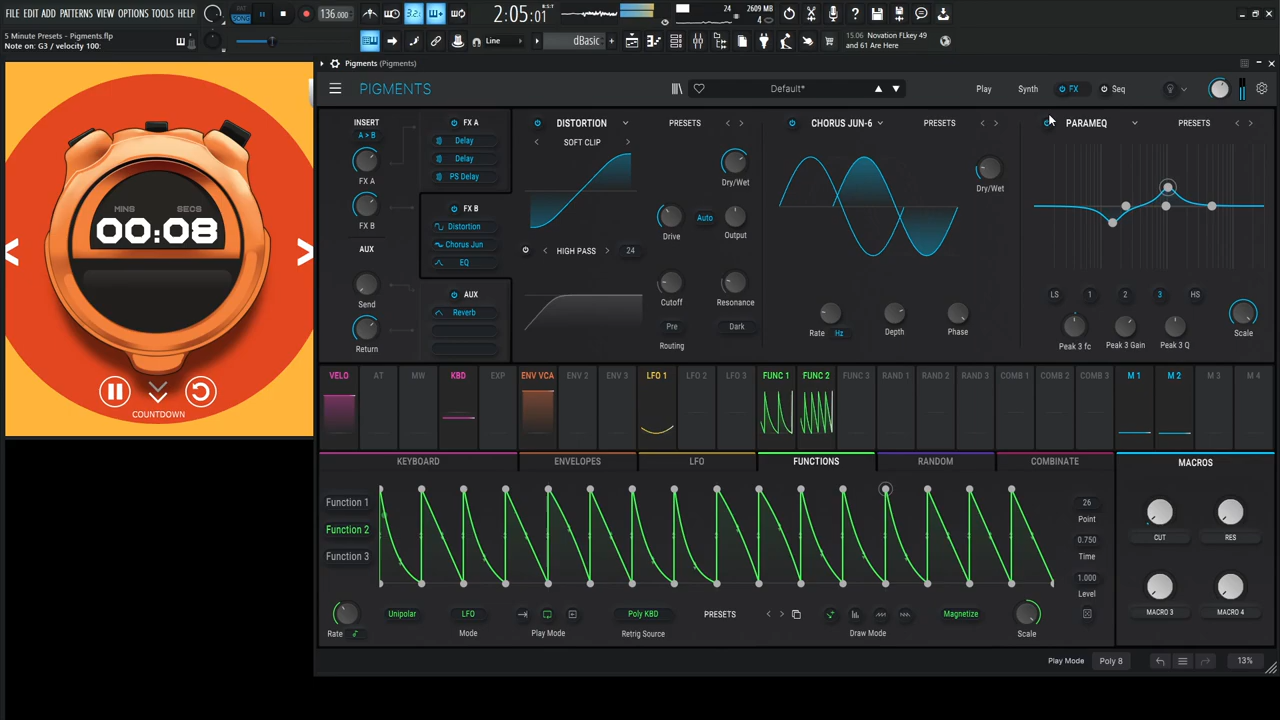 FILE EDIT ADD PATTERNS VIEW OPTIONS TOOLS HELP
5 Minute Presets - Pigments.flp
Note on: G3 / velocity 100:
SONG
136.000
3.2.
2:05:01
B:S:T
24
2609 MB
4
Line
dBasic
15.06 Novation FLkey 49
and 61 Are Here
Pigments (Pigments)
PIGMENTS
Default*
Play
Synth
FX
Seq
MINS SECS
00:08
COUNTDOWN
INSERT
A > B
FX A
FX B
AUX
Send
Return
FX A
Delay
Delay
PS Delay
FX B
Distortion
Chorus Jun
EQ
AUX
Reverb
DISTORTION
PRESETS
SOFT CLIP
Dry/Wet
Drive
Auto
Output
HIGH PASS
24
Cutoff
Resonance
Pre
Dark
Routing
CHORUS JUN-6
PRESETS
Dry/Wet
Rate
Hz
Depth
Phase
PARAMEQ
PRESETS
LS 1 2 3 HS
Peak 3 fc
Peak 3 Gain
Peak 3 Q
Scale
VELO AT MW KBD EXP ENV VCA ENV 2 ENV 3 LFO 1 LFO 2 LFO 3 FUNC 1 FUNC 2 FUNC 3 RAND 1 RAND 2 RAND 3 COMB 1 COMB 2 COMB 3 M 1 M 2 M 3 M 4
KEYBOARD ENVELOPES LFO FUNCTIONS RANDOM COMBINATE MACROS
Function 1
Function 2
Function 3
26
Point
0.750
Time
1.000
Level
CUT
RES
MACRO 3
MACRO 4
Rate
Unipolar
LFO
Mode
Play Mode
Poly KBD
Retrig Source
PRESETS
Draw Mode
Magnetize
Scale
Play Mode
Poly 8
13%